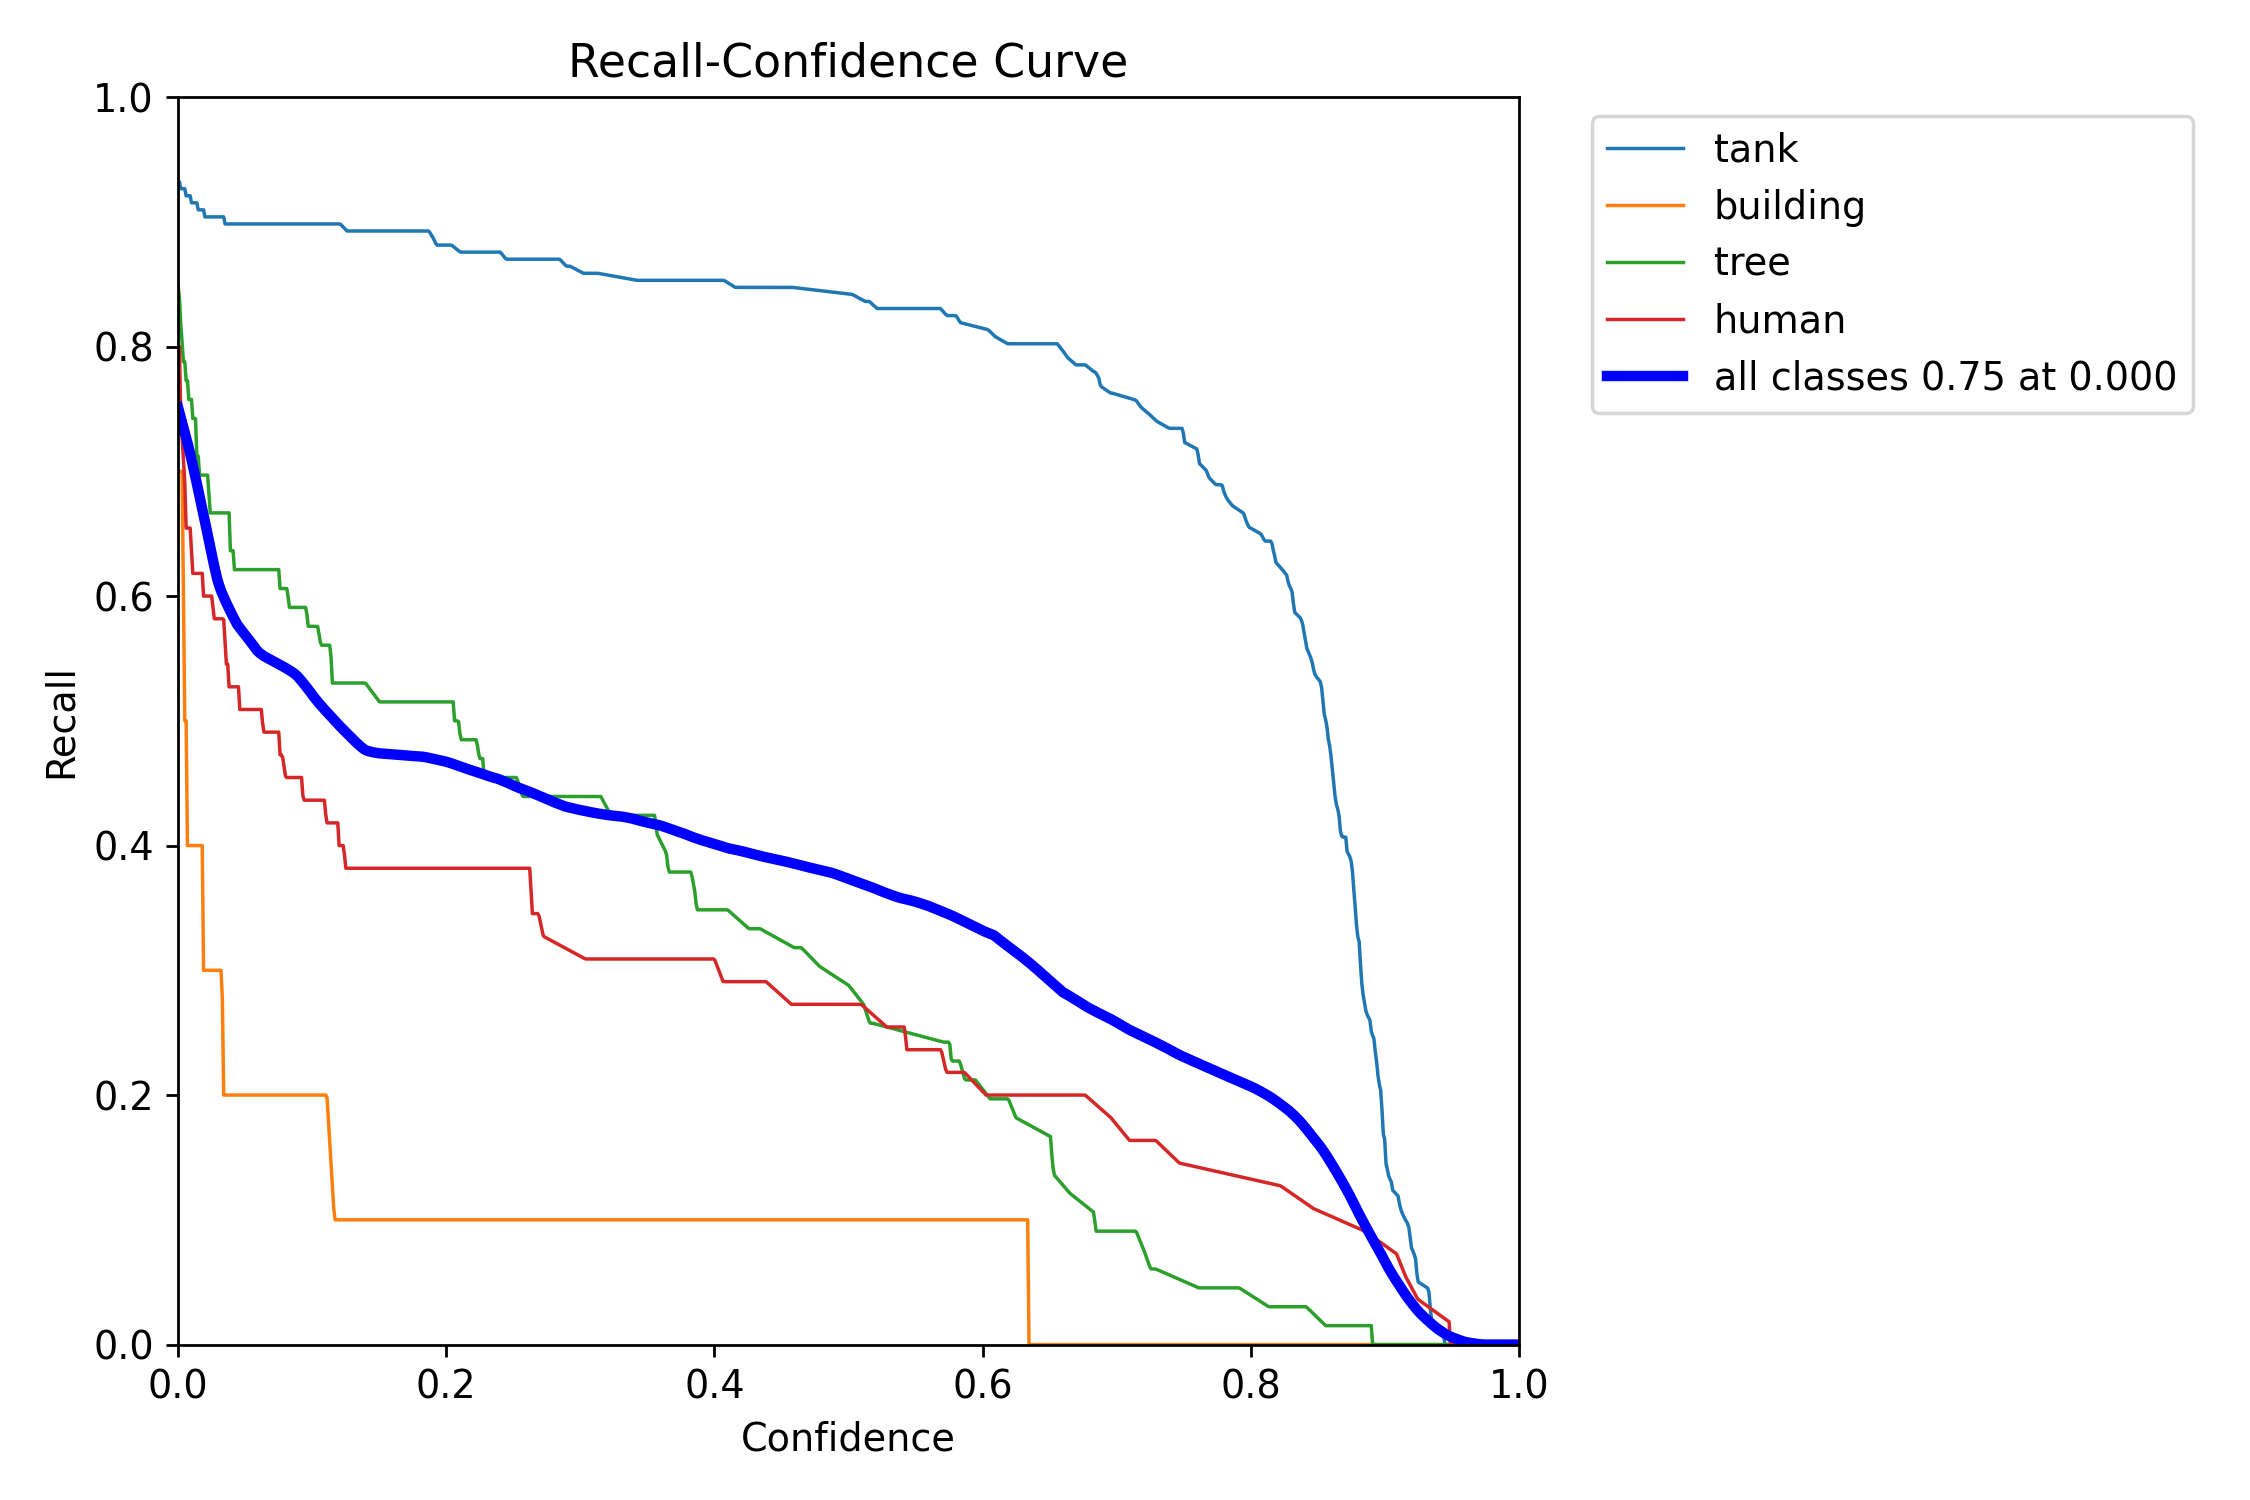 Recall-Confidence Curve
1.0
0.8
0.6
0.4
0.2
0.0
Recall
0.0 0.2 0.4 0.6 0.8 1.0
Confidence
tank
building
tree
human
all classes 0.75 at 0.000